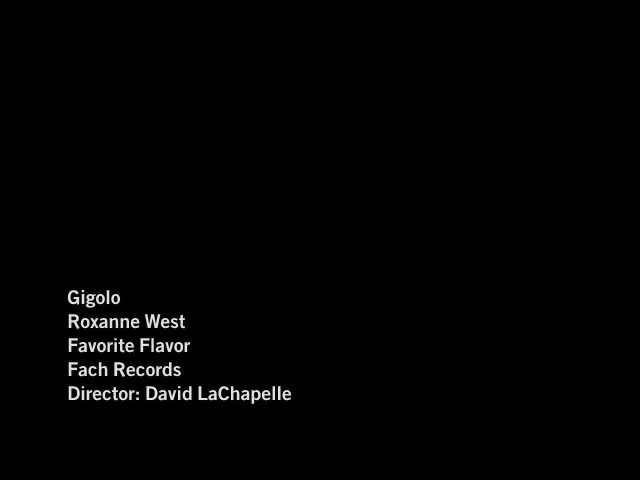 Gigolo
Roxanne West
Favorite Flavor
Fach Records
Director: David LaChapelle